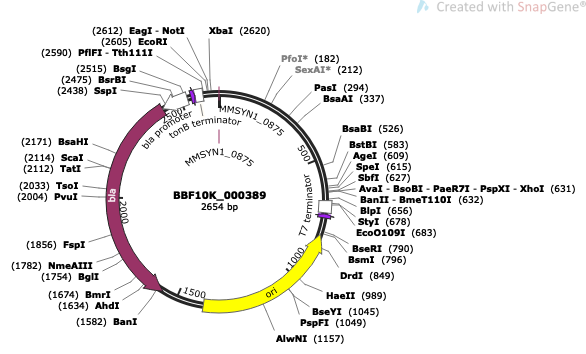 Created with SnapGene®
(2612) EagI - NotI
XbaI (2620)
(2605) EcoRI
(2590) PflFI - Tth111I
(2515) BsgI
(2475) BsrBI
(2438) SspI
PfoI* (182)
SexAI* (212)
PasI (294)
BsaAI (337)
BsaBI (526)
BstBI (583)
AgeI (609)
SpeI (615)
SbfI (627)
AvaI - BsoBI - PaeR7I - PspXI - XhoI (631)
BanII - BmeT110I (632)
BlpI (656)
StyI (678)
EcoO109I (683)
BseRI (790)
BsmI (796)
DrdI (849)
HaeII (989)
BseYI (1045)
PspFI (1049)
AlwNI (1157)
(2171) BsaHI
(2114) ScaI
(2112) TatI
(2033) TsoI
(2004) PvuI
(1856) FspI
(1782) NmeAIII
(1754) BglI
(1674) BmrI
(1634) AhdI
(1582) BanI
MMSYN1_0875
MMSYN1_0875
tonB terminator
bla promoter
T7 terminator
bla
ori
500
1000
1500
2000
2500
BBF10K_000389
2654 bp